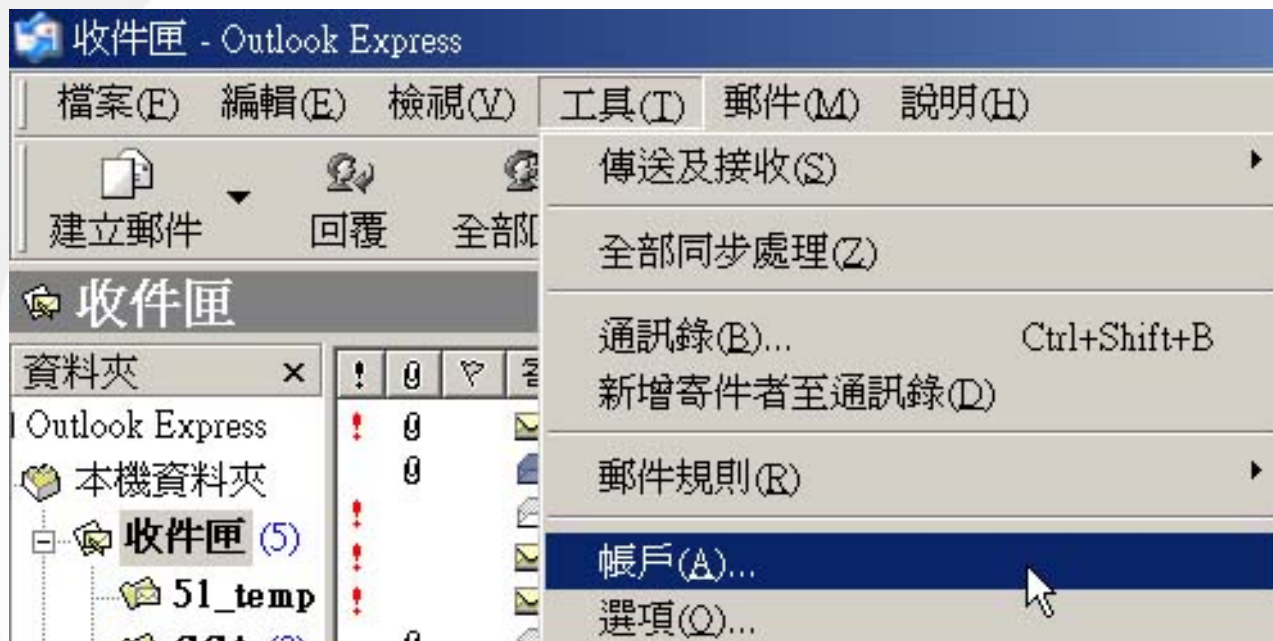 收件匣 - Outlook Express
檔案(F) 編輯(E) 檢視(V) 工具(T) 郵件(M) 說明(H)
建立郵件 回覆 全部
傳送及接收(S)
全部同步處理(Z)
通訊錄(B)... Ctrl+Shift+B
新增寄件者至通訊錄(D)
郵件規則(R)
帳戶(A)...
選項(O)...
收件匣
資料夾 × !
Outlook Express
本機資料夾
收件匣 (5)
51_temp